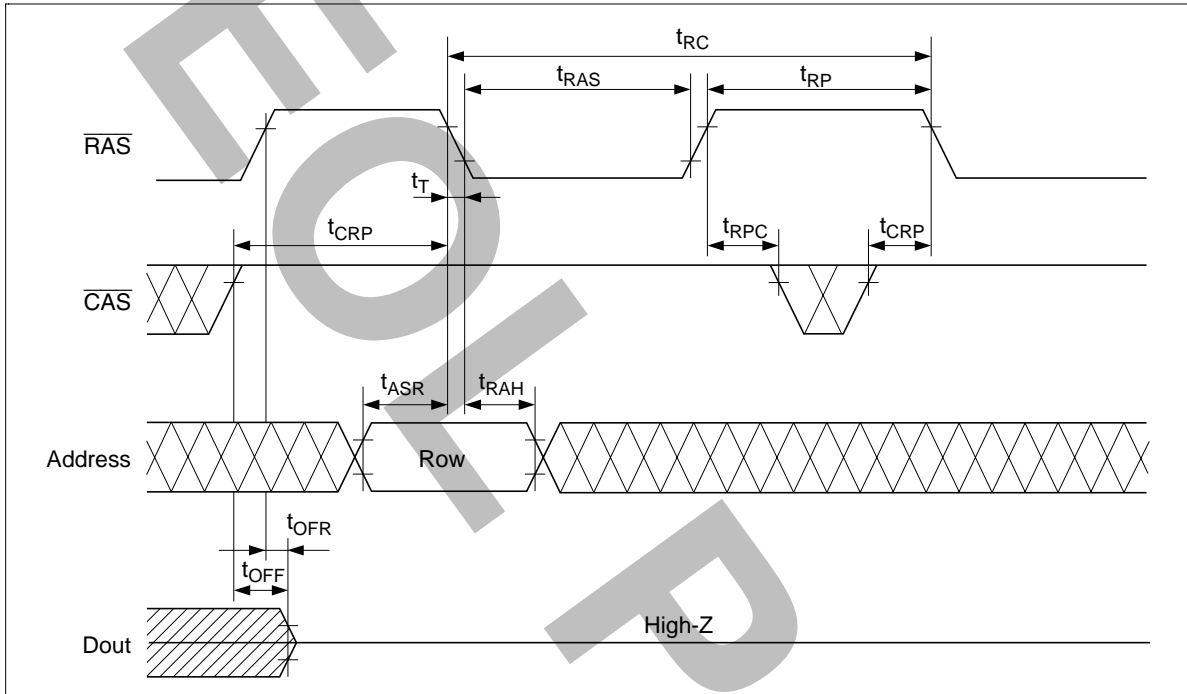 tRC
tRAS
tRP
RAS
tT
tCRP
tRPC
tCRP
CAS
tASR
tRAH
Address
Row
tOFR
tOFF
High-Z
Dout
EOL P